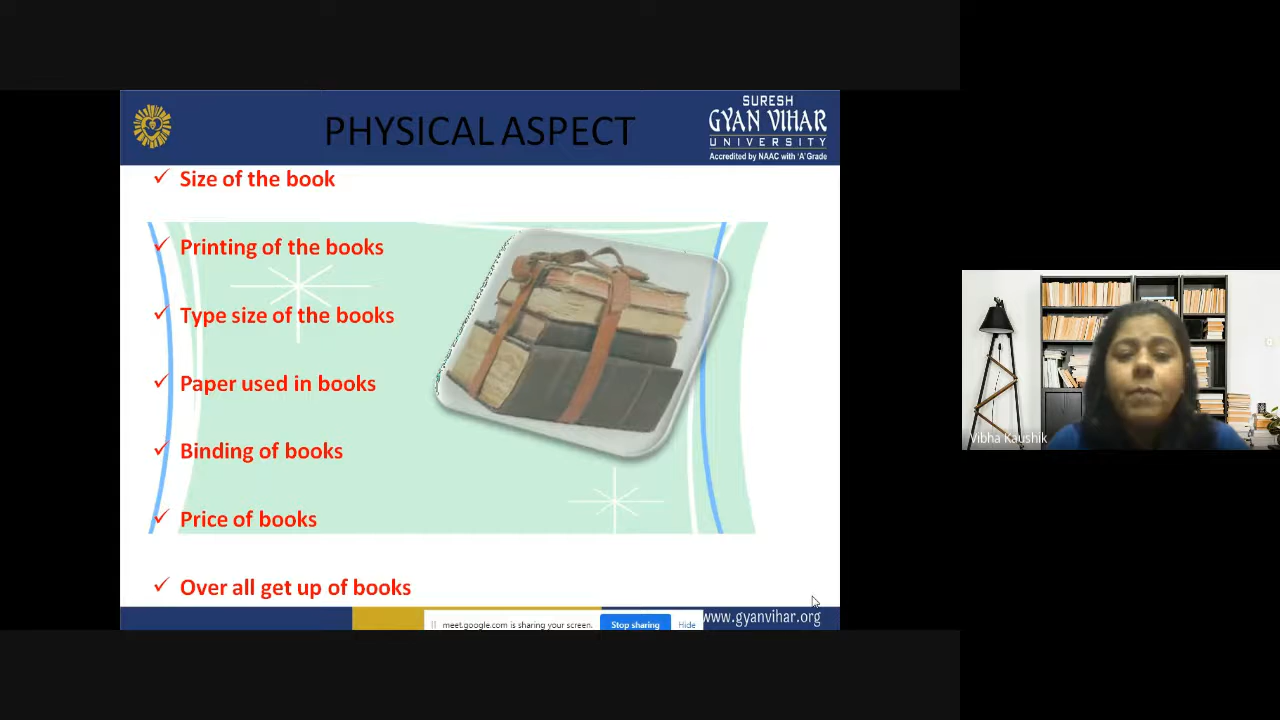 PHYSICAL ASPECT
SURESH
GYAN VIHAR
UNIVERSITY
Accredited by NAAC with 'A' Grade
✓ Size of the book
✓ Printing of the books
✓ Type size of the books
✓ Paper used in books
✓ Binding of books
✓ Price of books
✓ Over all get up of books
Vibha Kaushik
meet.google.com is sharing your screen.
Stop sharing
Hide
www.gyanvihar.org